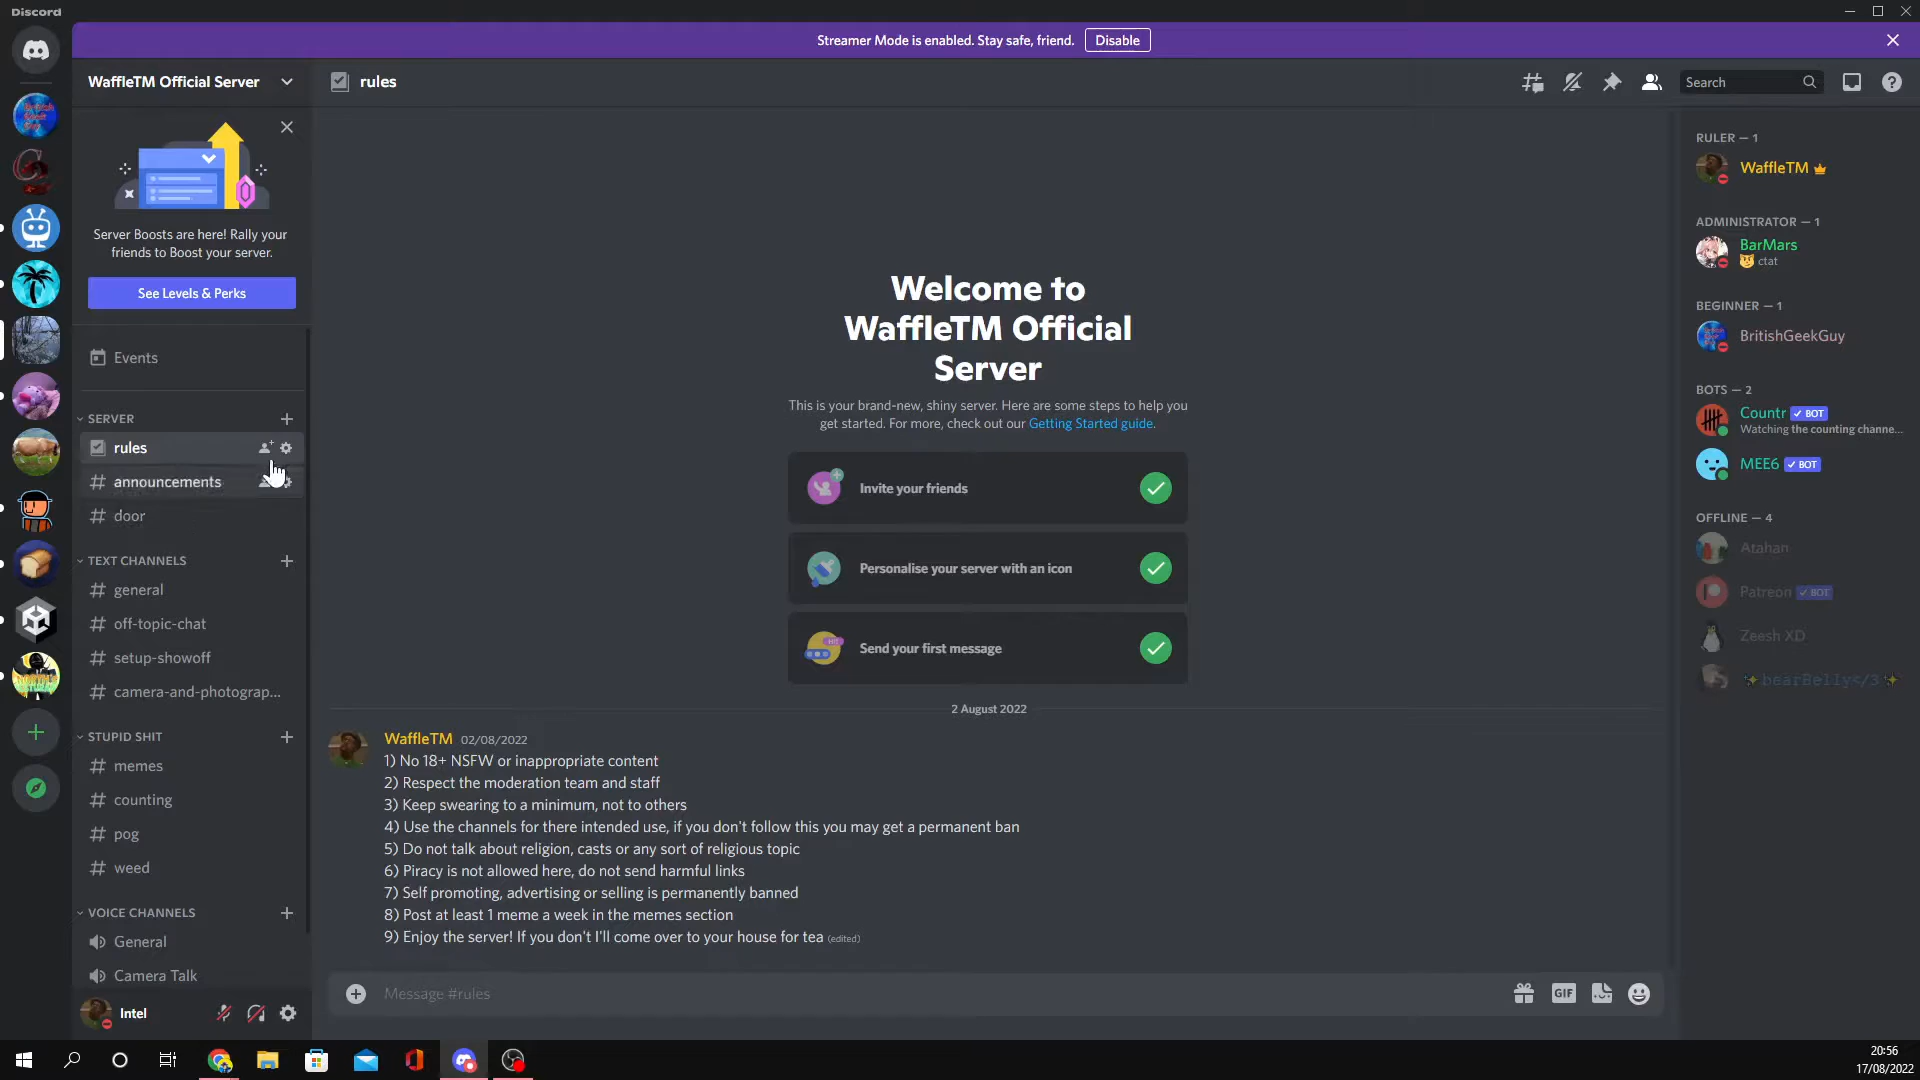 Discord
Streamer Mode is enabled. Stay safe, friend. Disable
WaffleTM Official Server
rules
Search
Server Boosts are here! Rally your
friends to Boost your server.
See Levels & Perks
Events
SERVER
rules
announcements
door
TEXT CHANNELS
general
off-topic-chat
setup-showoff
camera-and-photograp...
STUPID SHIT
memes
counting
pog
weed
VOICE CHANNELS
General
Camera Talk
Intel
Welcome to
WaffleTM Official
Server
This is your brand-new, shiny server. Here are some steps to help you
get started. For more, check out our Getting Started guide.
Invite your friends
Personalise your server with an icon
Send your first message
2 August 2022
WaffleTM 02/08/2022
1) No 18+ NSFW or inappropriate content
2) Respect the moderation team and staff
3) Keep swearing to a minimum, not to others
4) Use the channels for there intended use, if you don't follow this you may get a permanent ban
5) Do not talk about religion, casts or any sort of religious topic
6) Piracy is not allowed here, do not send harmful links
7) Self promoting, advertising or selling is permanently banned
8) Post at least 1 meme a week in the memes section
9) Enjoy the server! If you don't I'll come over to your house for tea (edited)
Message #rules
GIF
RULER — 1
WaffleTM
ADMINISTRATOR — 1
BarMars
ctat
BEGINNER — 1
BritishGeekGuy
BOTS — 2
Countr BOT
Watching the counting channe...
MEE6 BOT
OFFLINE — 4
Atahan
Patreon BOT
Zeesh XD
bearBelly</3
20:56
17/08/2022